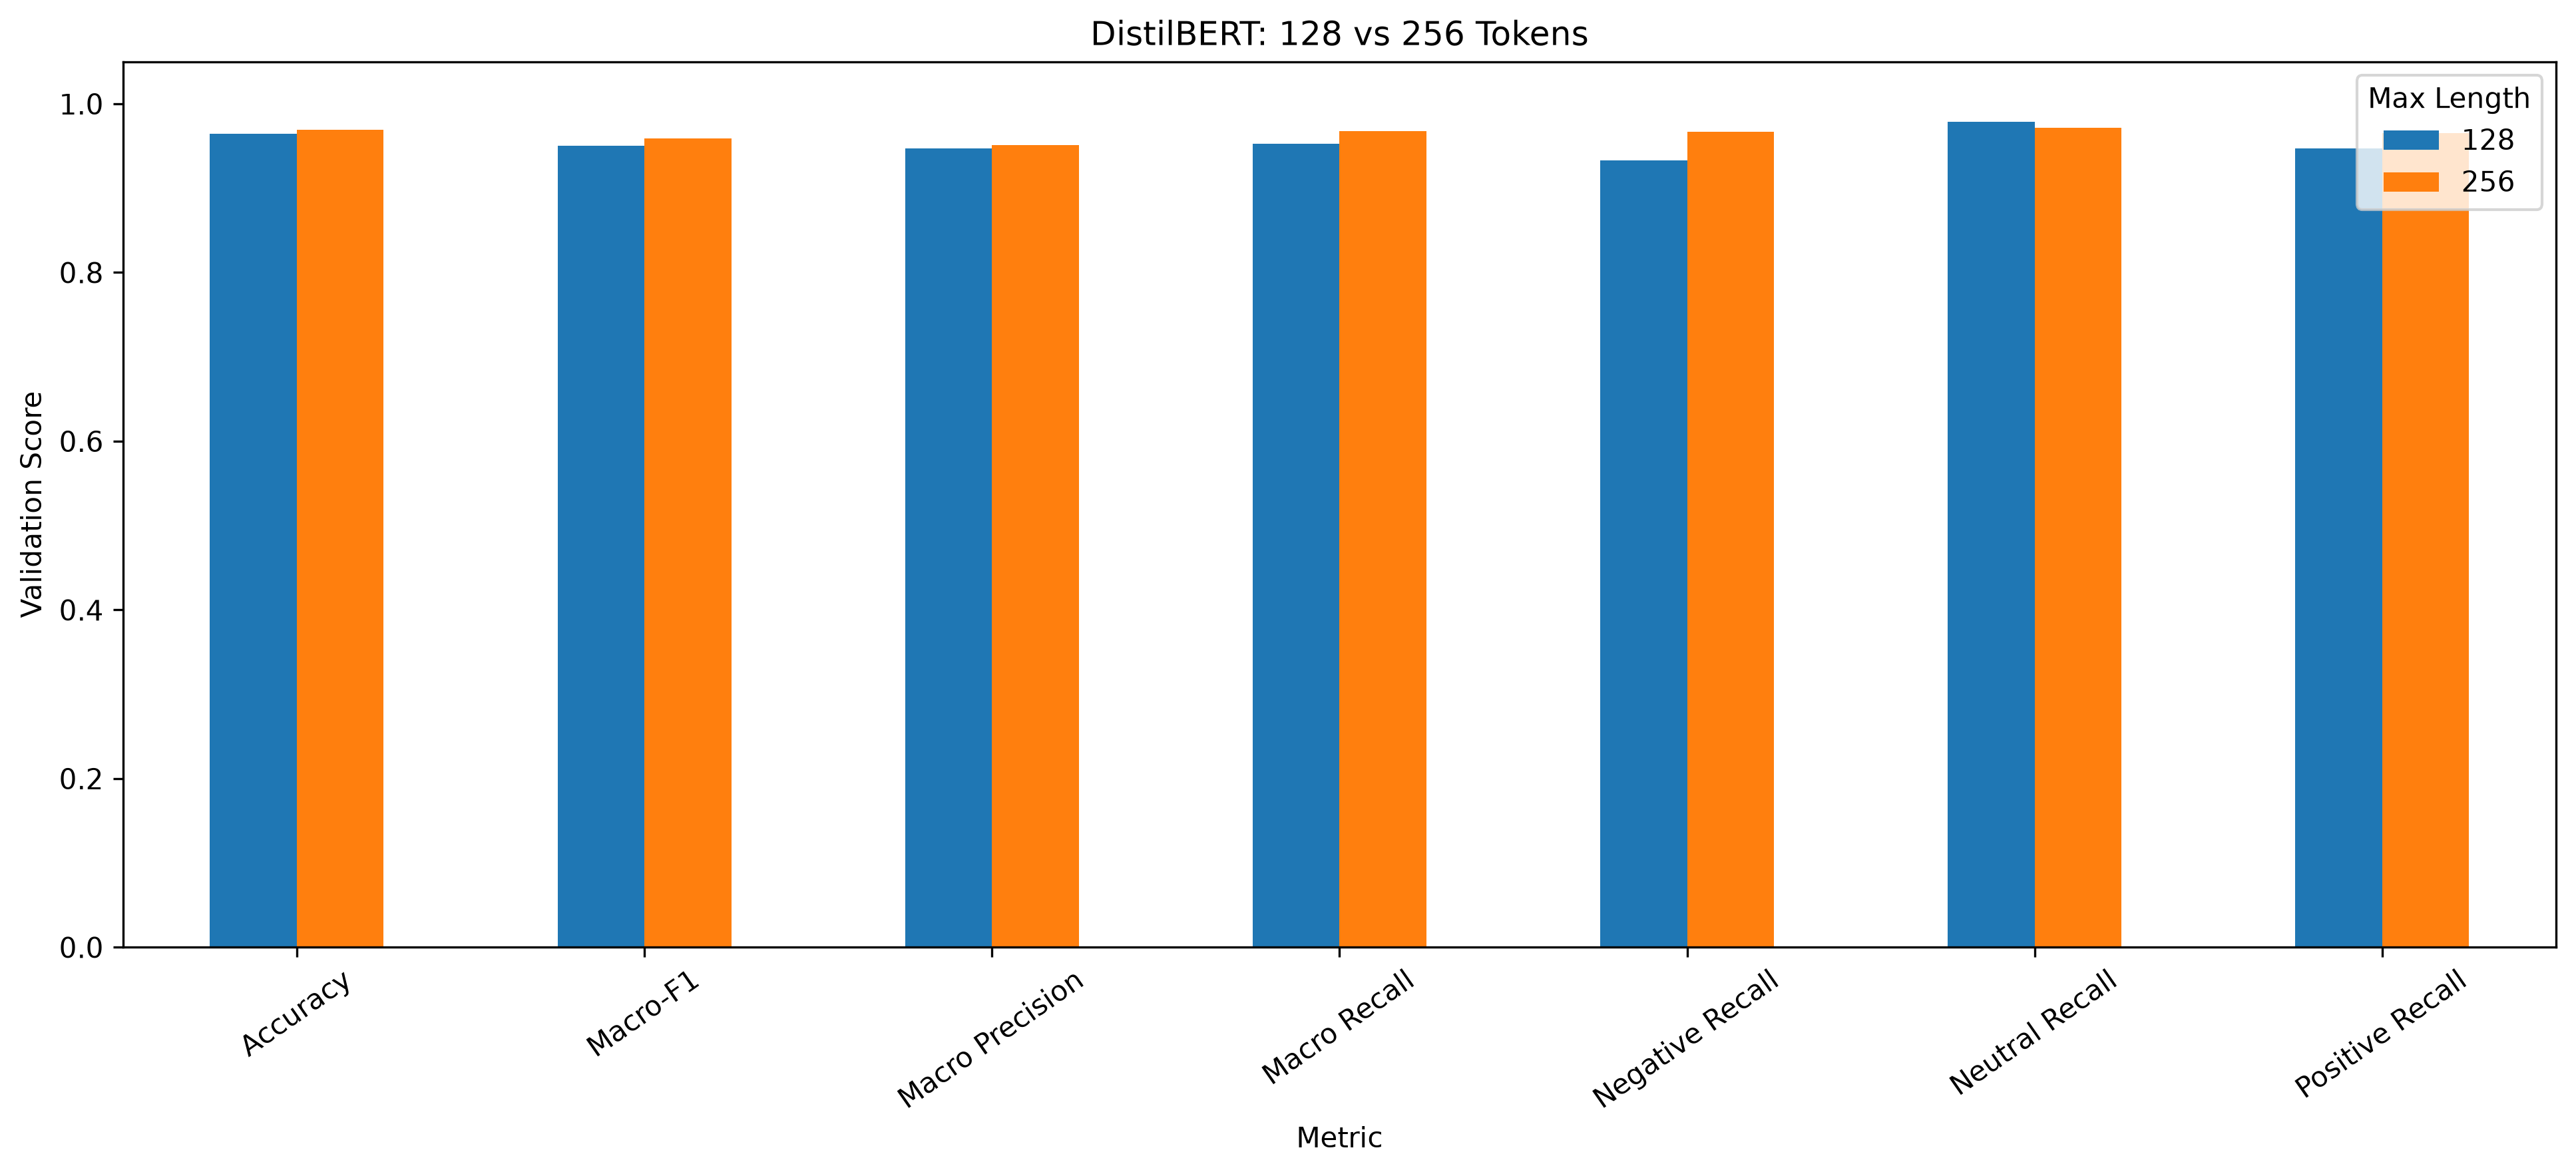 DistilBERT: 128 vs 256 Tokens
Max Length
128
256
Validation Score
1.0
0.8
0.6
0.4
0.2
0.0
Accuracy
Macro-F1
Macro Precision
Macro Recall
Negative Recall
Neutral Recall
Positive Recall
Metric